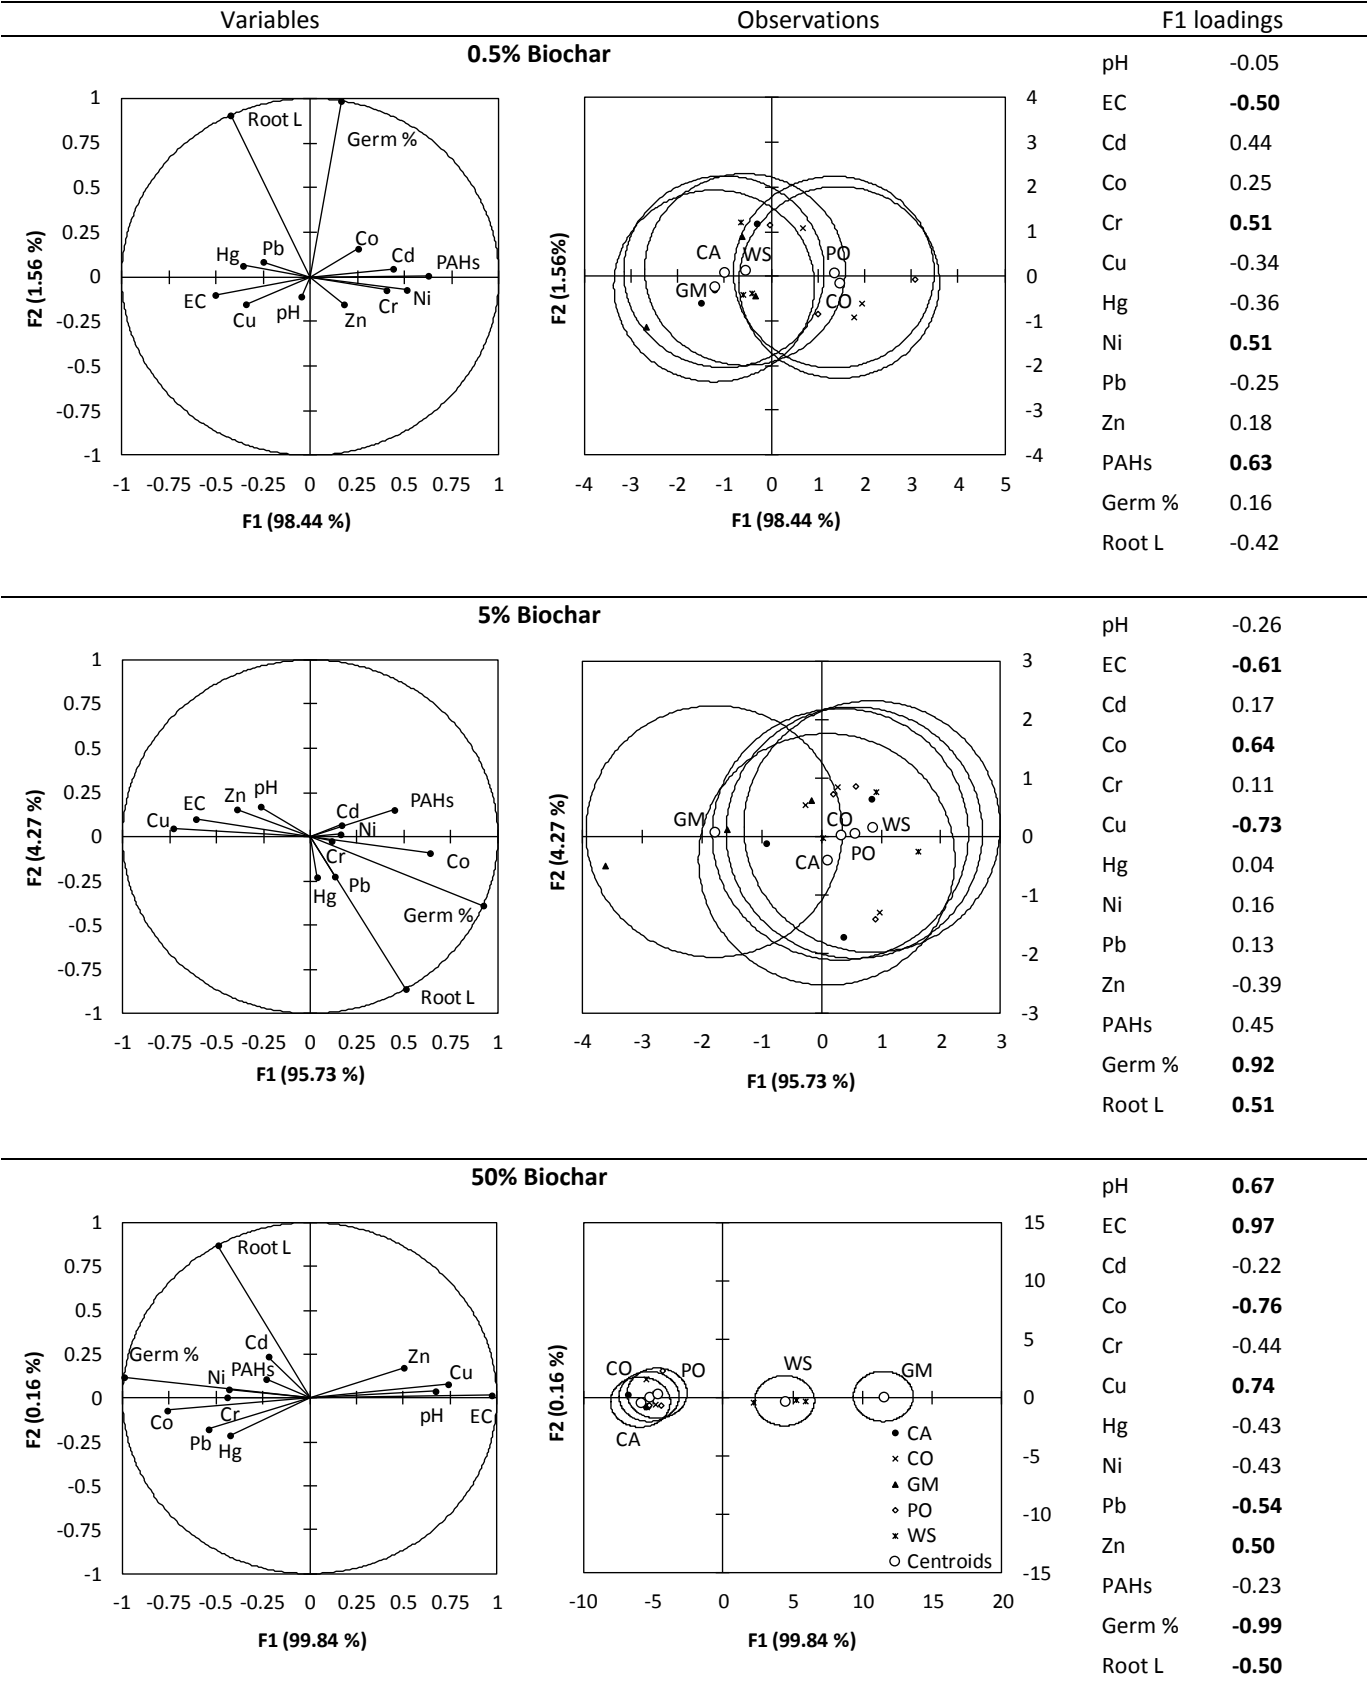 Variables Observations F1 loadings
0.5% Biochar
pH -0.05
EC -0.50
Cd 0.44
Co 0.25
Cr 0.51
Cu -0.34
Hg -0.36
Ni 0.51
Pb -0.25
Zn 0.18
PAHs 0.63
Germ % 0.16
Root L -0.42
1
0.75
0.5
0.25
0
-0.25
-0.5
-0.75
-1
F2 (1.56 %)
Root L
Germ %
Co
Pb
Hg
Cd
PAHs
EC
Cu
pH
Zn
Cr
Ni
-1 -0.75 -0.5 -0.25 0 0.25 0.5 0.75 1
F1 (98.44 %)
F2 (1.56%)
4
3
2
1
0
-1
-2
-3
-4
CA WS PO
GM CO
-4 -3 -2 -1 0 1 2 3 4 5
F1 (98.44 %)
5% Biochar
pH -0.26
EC -0.61
Cd 0.17
Co 0.64
Cr 0.11
Cu -0.73
Hg 0.04
Ni 0.16
Pb 0.13
Zn -0.39
PAHs 0.45
Germ % 0.92
Root L 0.51
1
0.75
0.5
0.25
0
-0.25
-0.5
-0.75
-1
F2 (4.27 %)
Cu
EC
Zn
pH
Cd
PAHs
Ni
Cr
Co
Hg
Pb
Germ %
Root L
-1 -0.75 -0.5 -0.25 0 0.25 0.5 0.75 1
F1 (95.73 %)
F2 (4.27 %)
3
2
1
0
-1
-2
-3
GM CO WS
CA PO
-4 -3 -2 -1 0 1 2 3
F1 (95.73 %)
50% Biochar
pH 0.67
EC 0.97
Cd -0.22
Co -0.76
Cr -0.44
Cu 0.74
Hg -0.43
Ni -0.43
Pb -0.54
Zn 0.50
PAHs -0.23
Germ % -0.99
Root L -0.50
1
0.75
0.5
0.25
0
-0.25
-0.5
-0.75
-1
F2 (0.16 %)
Root L
Cd
Germ %
Ni
PAHs
Zn
Cu
Co
Cr
pH
EC
Pb
Hg
-1 -0.75 -0.5 -0.25 0 0.25 0.5 0.75 1
F1 (99.84 %)
F2 (0.16 %)
15
10
5
0
-5
-10
-15
CO PO WS GM
CA
CA
CO
GM
PO
WS
Centroids
-10 -5 0 5 10 15 20
F1 (99.84 %)